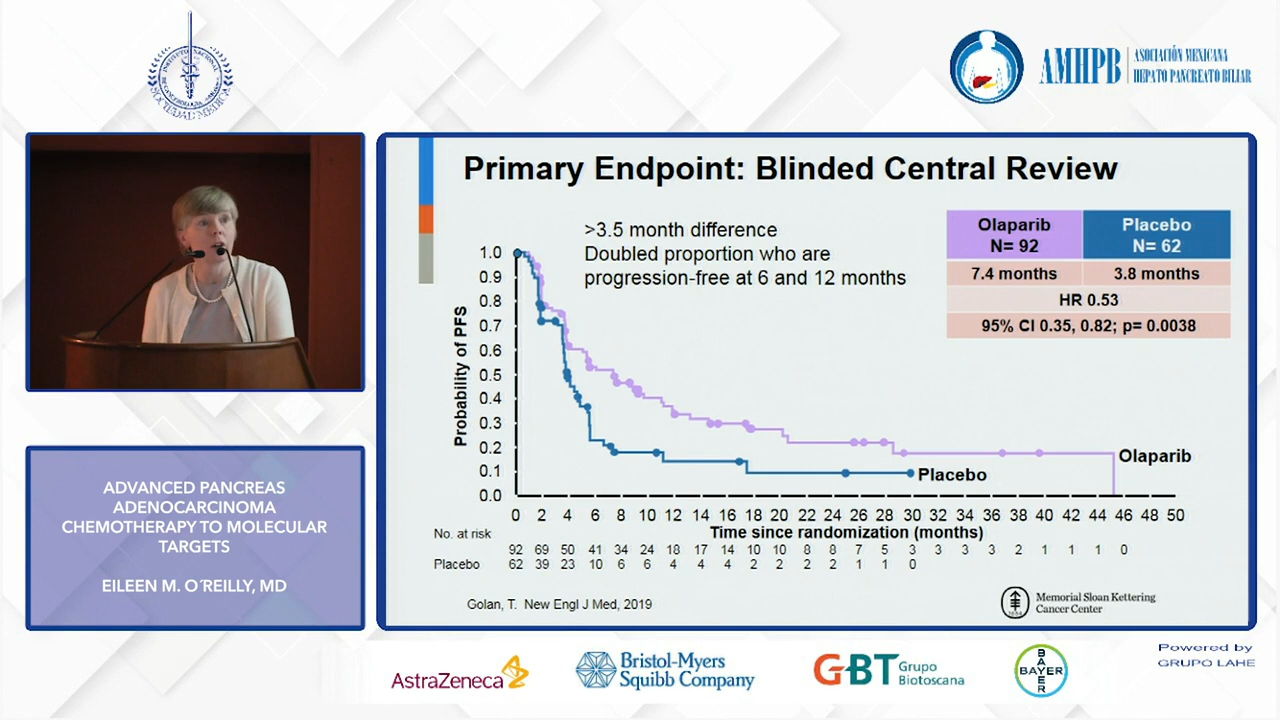 INSTITUTO NACIONAL
DE CANCEROLOGÍA
SOCIEDAD MÉDICA
AMHPB
ASOCIACIÓN MEXICANA
HEPATO PANCREATO BILIAR
Primary Endpoint: Blinded Central Review
>3.5 month difference
Doubled proportion who are
progression-free at 6 and 12 months
Olaparib
N= 92
Placebo
N= 62
7.4 months 3.8 months
HR 0.53
95% CI 0.35, 0.82; p= 0.0038
Probability of PFS
1.0
0.9
0.8
0.7
0.6
0.5
0.4
0.3
0.2
0.1
0.0
Olaparib
Placebo
0 2 4 6 8 10 12 14 16 18 20 22 24 26 28 30 32 34 36 38 40 42 44 46 48 50
Time since randomization (months)
No. at risk
92 69 50 41 34 24 18 17 14 10 10 8 8 7 5 3 3 3 3 2 1 1 1 0
Placebo 62 39 23 10 6 6 4 4 4 2 2 2 2 1 1 0
Golan, T. New Engl J Med, 2019
Memorial Sloan Kettering
Cancer Center
ADVANCED PANCREAS
ADENOCARCINOMA
CHEMOTHERAPY TO MOLECULAR
TARGETS
EILEEN M. O´REILLY, MD
AstraZeneca
Bristol-Myers
Squibb Company
GBT Grupo
Biotoscana
BAYER
BAYER
Powered by
GRUPO LAHE